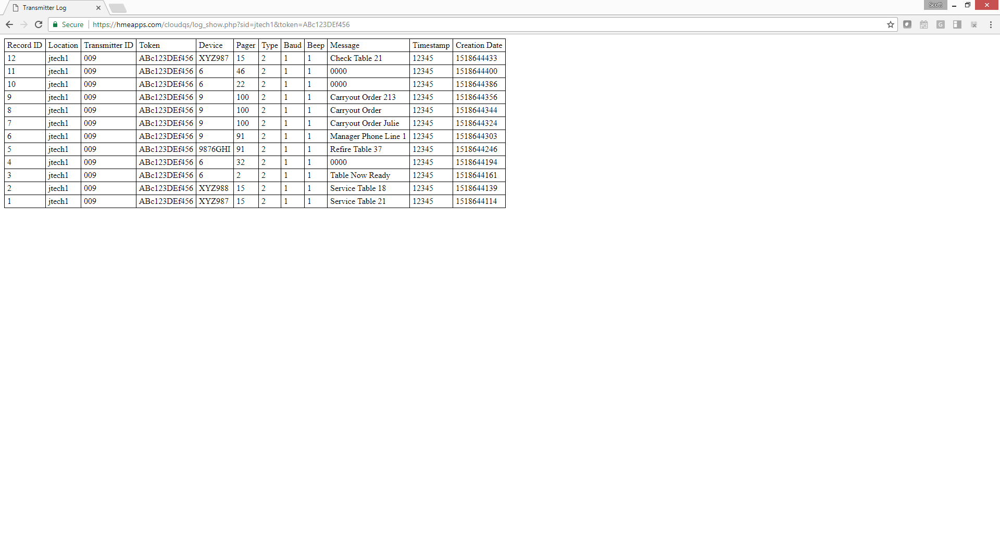 Transmitter Log
Scott
Secure https://hmeapps.com/cloudqs/log_show.php?sid=jtech1&token=ABc123DEf456
G
Record ID Location Transmitter ID Token Device Pager Type Baud Beep Message Timestamp Creation Date
12 jtech1 009 ABc123DEf456 XYZ987 15 2 1 1 Check Table 21 12345 1518644433
11 jtech1 009 ABc123DEf456 6 46 2 1 1 0000 12345 1518644400
10 jtech1 009 ABc123DEf456 6 22 2 1 1 0000 12345 1518644386
9 jtech1 009 ABc123DEf456 9 100 2 1 1 Carryout Order 213 12345 1518644356
8 jtech1 009 ABc123DEf456 9 100 2 1 1 Carryout Order 12345 1518644344
7 jtech1 009 ABc123DEf456 9 100 2 1 1 Carryout Order Julie 12345 1518644324
6 jtech1 009 ABc123DEf456 9 91 2 1 1 Manager Phone Line 1 12345 1518644303
5 jtech1 009 ABc123DEf456 9876GHI 91 2 1 1 Refire Table 37 12345 1518644246
4 jtech1 009 ABc123DEf456 6 32 2 1 1 0000 12345 1518644194
3 jtech1 009 ABc123DEf456 6 2 2 1 1 Table Now Ready 12345 1518644161
2 jtech1 009 ABc123DEf456 XYZ988 15 2 1 1 Service Table 18 12345 1518644139
1 jtech1 009 ABc123DEf456 XYZ987 15 2 1 1 Service Table 21 12345 1518644114